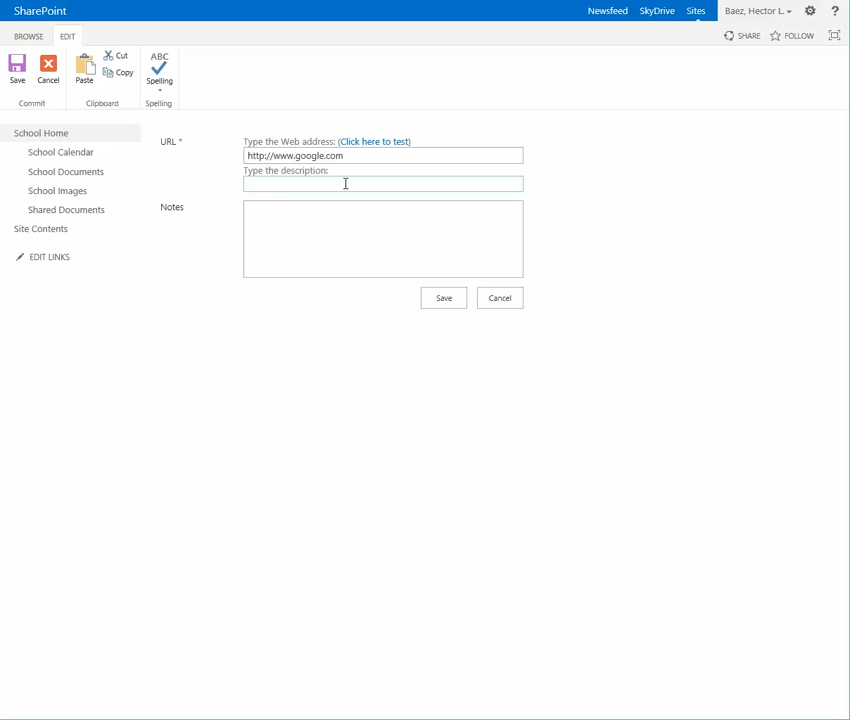 SharePoint
Newsfeed SkyDrive Sites Baez, Hector L. ?
BROWSE EDIT
SHARE FOLLOW
Save Cancel Paste Cut Copy ABC Spelling
Commit Clipboard Spelling
School Home
School Calendar
School Documents
School Images
Shared Documents
Site Contents
EDIT LINKS
URL *
Type the Web address: (Click here to test)
http://www.google.com
Type the description:
Notes
Save Cancel